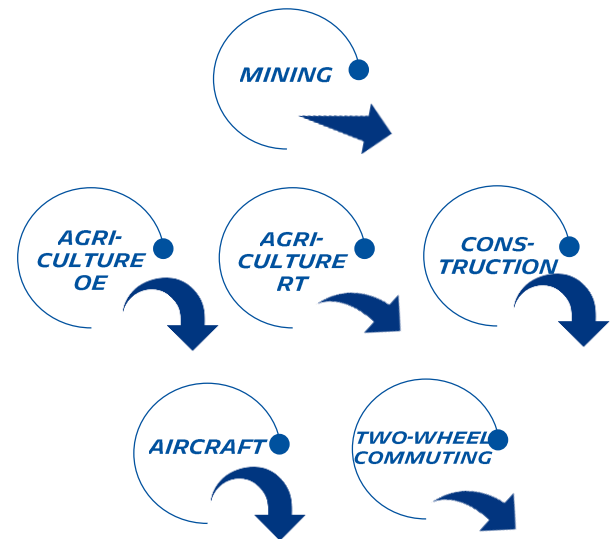 MINING
AGRI-
CULTURE
OE
AGRI-
CULTURE
RT
CONS-
TRUCTION
AIRCRAFT
TWO-WHEEL
COMMUTING